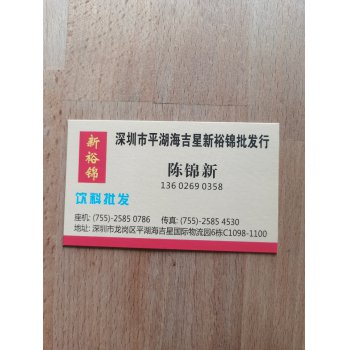 新裕锦
深圳市平湖海吉星新裕锦批发行
陈锦新
136 0269 0358
饮料批发
座机: (755)-2585 0786 传真: (755)-2585 4530
地址: 深圳市龙岗区平湖海吉星国际物流园6栋C1098-1100